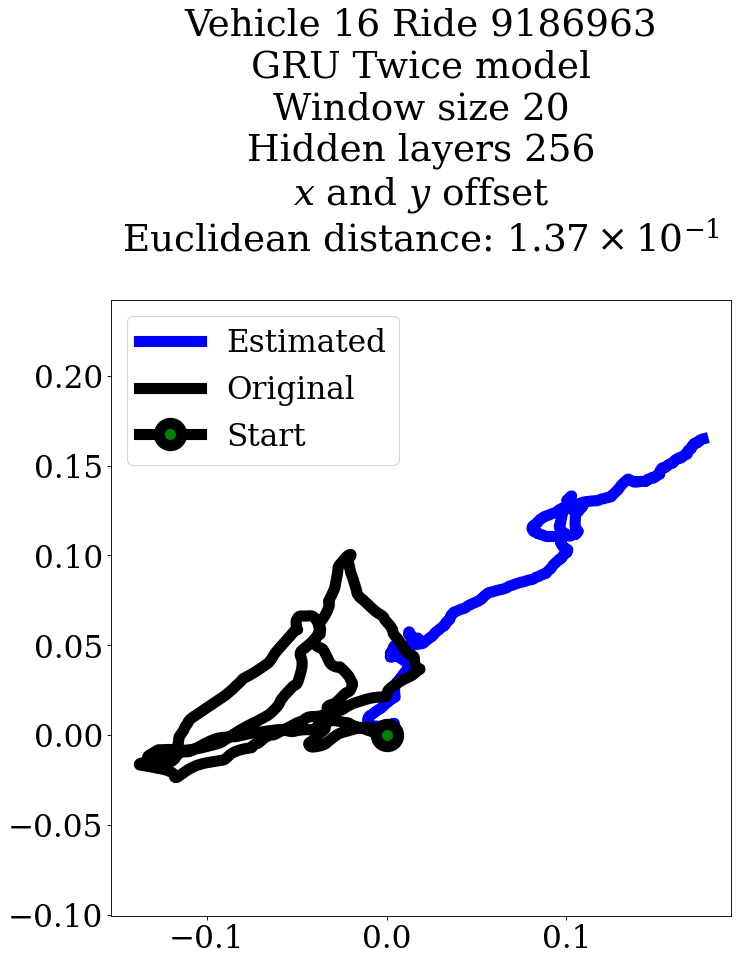 Vehicle 16 Ride 9186963
GRU Twice model
Window size 20
Hidden layers 256
x and y offset
Euclidean distance: 1.37 × 10⁻¹
Estimated
Original
Start
0.20
0.15
0.10
0.05
0.00
−0.05
−0.10
−0.1 0.0 0.1